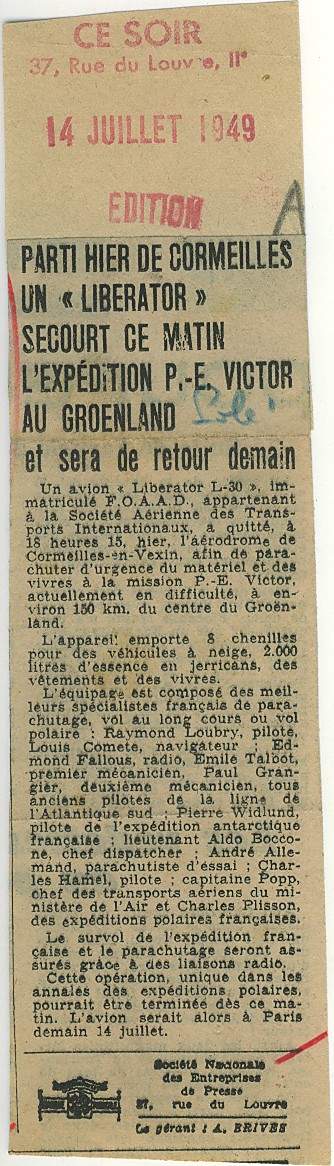 CE SOIR
37, Rue du Louvre, IIe
14 JUILLET 1949
EDITION
A
PARTI HIER DE CORMEILLES
UN « LIBERATOR »
SECOURT CE MATIN
L'EXPÉDITION P.-E. VICTOR
AU GROENLAND
et sera de retour demain
Un avion « Liberator L-30 », im-
matriculé F.O.A.A.D., appartenant
à la Société Aérienne des Trans-
ports Internationaux, a quitté, à
18 heures 15, hier, l'aérodrome de
Cormeilles-en-Vexin, afin de para-
chuter d'urgence du matériel et des
vivres à la mission P.-E. Victor,
actuellement en difficulté, à en-
viron 150 km. du centre du Groën-
land.
L'appareil emporte 8 chenilles
pour des véhicules à neige, 2.000
litres d'essence en jerricans, des
vêtements et des vivres.
L'équipage est composé des meil-
leurs spécialistes français de para-
chutage, vol au long cours ou vol
polaire : Raymond Loubry, pilote,
Louis Comete, navigateur ; Ed-
mond Fallous, radio, Emile Talbot,
premier mécanicien, Paul Gran-
gier, deuxième mécanicien, tous
anciens pilotes de la ligne de
l'Atlantique sud ; Pierre Widlund,
pilote de l'expédition antarctique
française ; lieutenant Aldo Bocco-
ne, chef dispatcher ; André Alle-
mand, parachutiste d'essai ; Char-
les Hamel, pilote ; capitaine Popp,
chef des transports aériens du mi-
nistère de l'Air et Charles Plisson,
des expéditions polaires françaises.
Le survol de l'expédition fran-
çaise et le parachutage seront as-
surés grâce à des liaisons radio.
Cette opération, unique dans les
annales des expéditions polaires,
pourrait être terminée dès ce ma-
tin. L'avion serait alors à Paris
demain 14 juillet.
Société Nationale
des Entreprises
de Presse
37, rue du Louvre
Le gérant : A. BRIVES